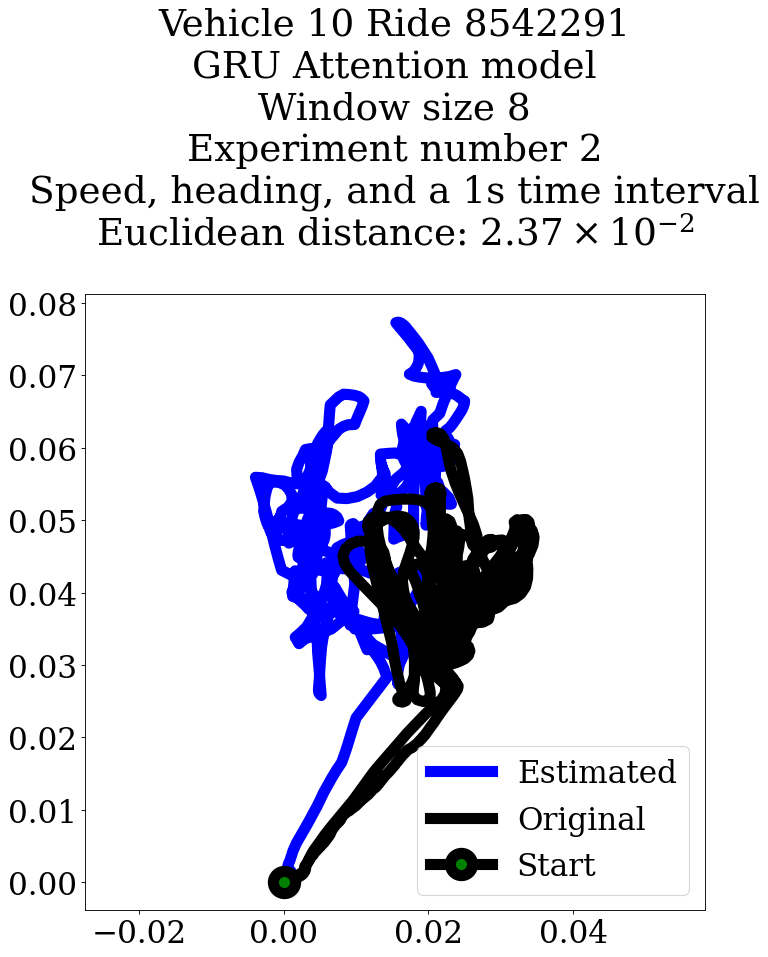 Vehicle 10 Ride 8542291
GRU Attention model
Window size 8
Experiment number 2
Speed, heading, and a 1s time interval
Euclidean distance: 2.37 × 10⁻²
0.08
0.07
0.06
0.05
0.04
0.03
0.02
0.01
0.00
Estimated
Original
Start
−0.02 0.00 0.02 0.04